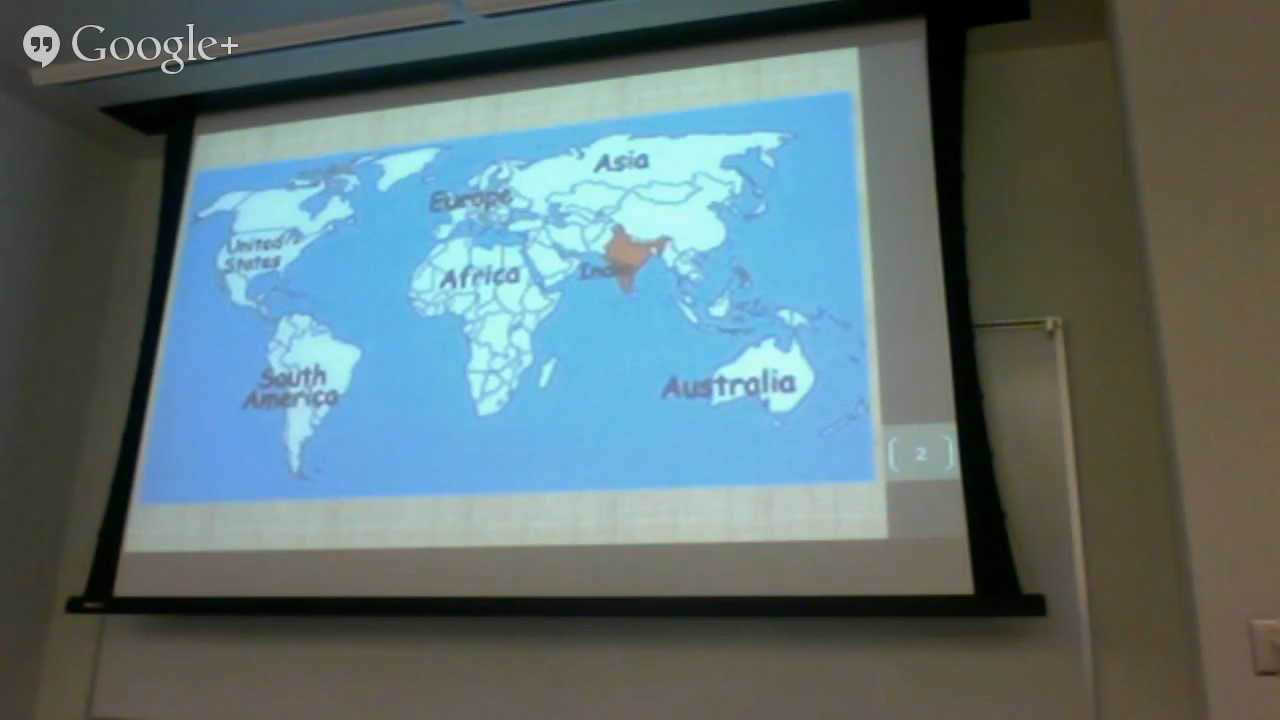 Google+
Asia
Europe
United
States
Africa
India
South
America
Australia
2